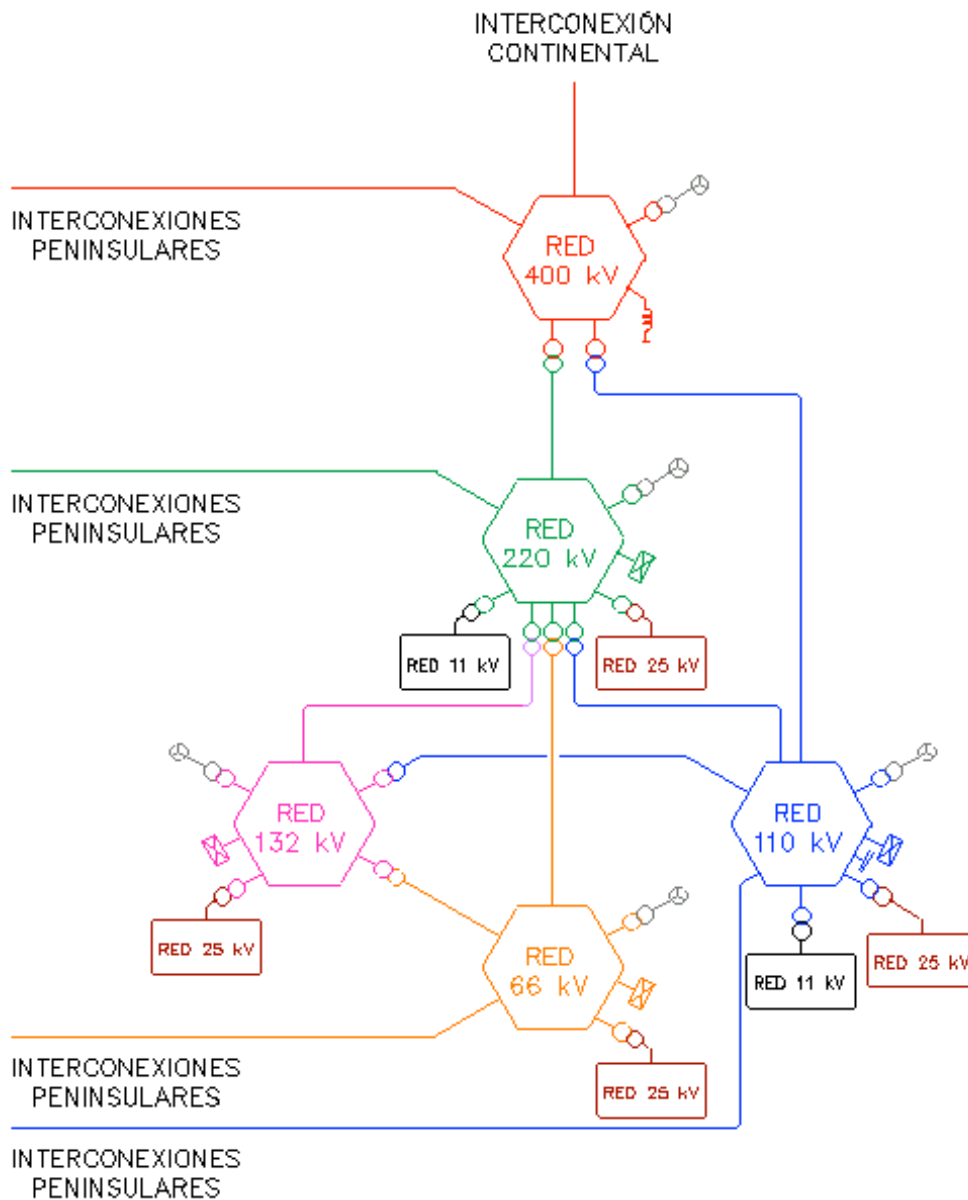 INTERCONEXIÓN
CONTINENTAL
INTERCONEXIONES
PENINSULARES
RED
400 kV
INTERCONEXIONES
PENINSULARES
RED
220 kV
RED 11 kV
RED 25 kV
RED
132 kV
RED
110 kV
RED 25 kV
RED
66 kV
RED 11 kV
RED 25 kV
INTERCONEXIONES
PENINSULARES
RED 25 kV
INTERCONEXIONES
PENINSULARES